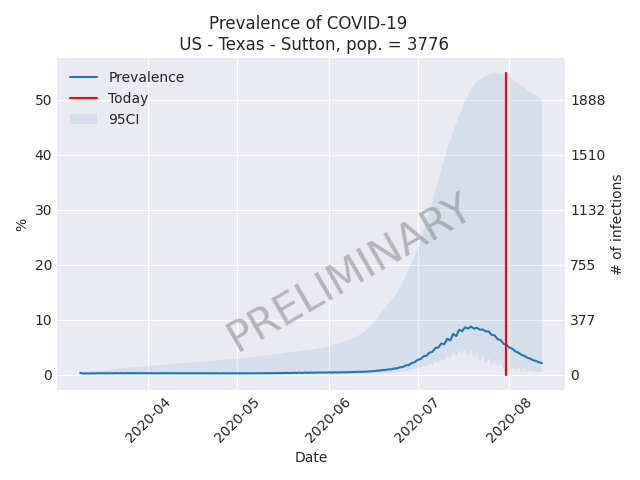 Prevalence of COVID-19
US - Texas - Sutton, pop. = 3776
Prevalence
Today
95CI
50
40
30
20
10
0
%
1888
1510
1132
755
377
0
# of infections
PRELIMINARY
2020-04
2020-05
2020-06
2020-07
2020-08
Date